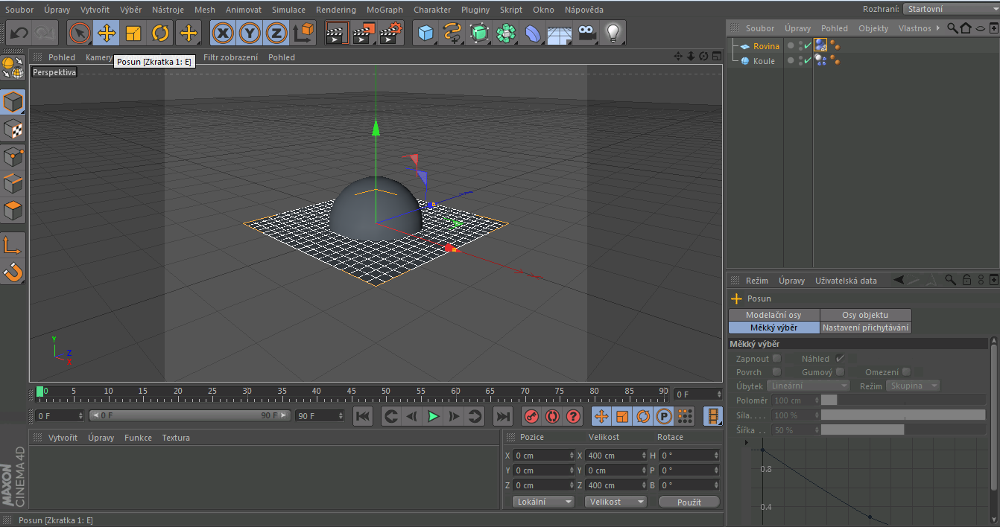 Soubor Úpravy Vytvořit Výběr Nástroje Mesh Animovat Simulace Rendering MoGraph Charakter Pluginy Skript Okno Nápověda Rozhraní: Startovní
X Y Z
Soubor Úpravy Pohled Objekty Vlastnos
Pohled Kamery Filtr zobrazení Pohled
Posun [Zkratka 1: E]
Perspektiva
Rovina
Koule
Y
Z
X
Režim Úpravy Uživatelská data
Posun
Modelační osy Osy objektu
Měkký výběr Nastavení přichytávání
Měkký výběr
Zapnout Náhled
Povrch Gumový Omezení
Úbytek Lineární Režim Skupina
Poloměr 100 cm
Síla. . . . 100 %
Šířka . . 50 %
0.8
0.4
0 5 10 15 20 25 30 35 40 45 50 55 60 65 70 75 80 85 90 0 F
0 F 0 F 90 F 90 F
? P
Vytvořit Úpravy Funkce Textura
Pozice Velikost Rotace
X 0 cm X 400 cm H 0 °
Y 0 cm Y 0 cm P 0 °
Z 0 cm Z 400 cm B 0 °
Lokální Velikost Použít
MAXON
CINEMA 4D
Posun [Zkratka 1: E]